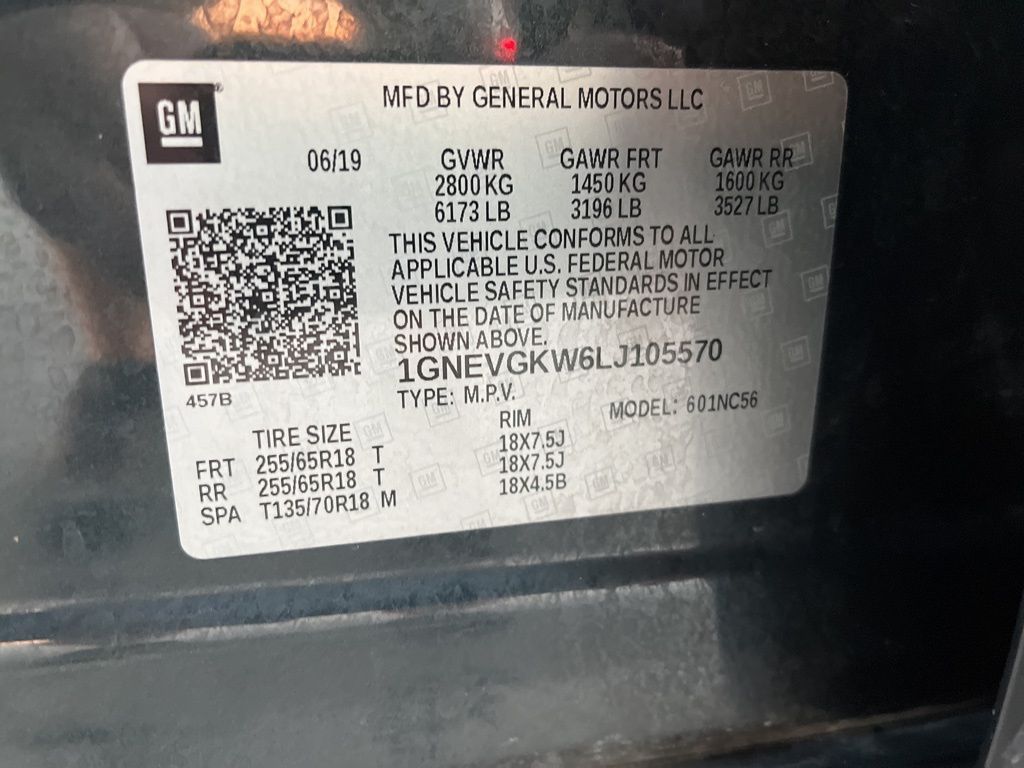 GM
MFD BY GENERAL MOTORS LLC
06/19 GVWR GAWR FRT GAWR RR
2800 KG 1450 KG 1600 KG
6173 LB 3196 LB 3527 LB
THIS VEHICLE CONFORMS TO ALL
APPLICABLE U.S. FEDERAL MOTOR
VEHICLE SAFETY STANDARDS IN EFFECT
ON THE DATE OF MANUFACTURE
SHOWN ABOVE.
1GNEVGKW6LJ105570
457B
TYPE: M.P.V. MODEL: 601NC56
TIRE SIZE RIM
FRT 255/65R18 T 18X7.5J
RR 255/65R18 T 18X7.5J
SPA T135/70R18 M 18X4.5B